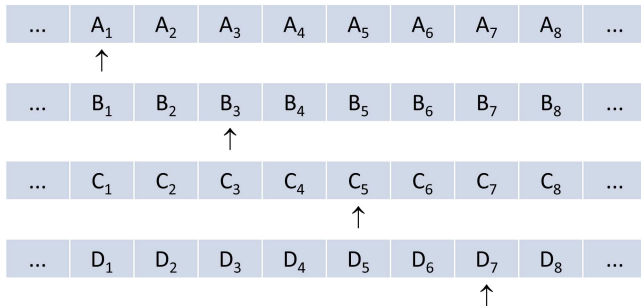 ... A₁ A₂ A₃ A₄ A₅ A₆ A₇ A₈ ...
↑
... B₁ B₂ B₃ B₄ B₅ B₆ B₇ B₈ ...
↑
... C₁ C₂ C₃ C₄ C₅ C₆ C₇ C₈ ...
↑
... D₁ D₂ D₃ D₄ D₅ D₆ D₇ D₈ ...
↑